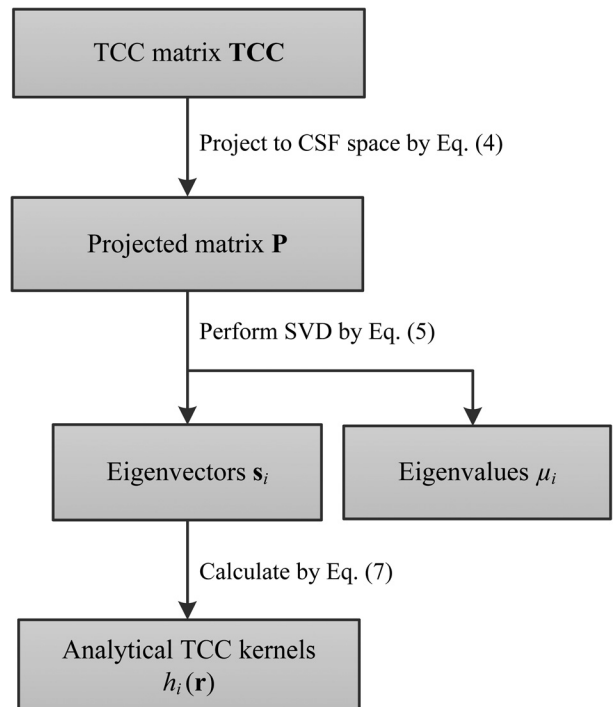 TCC matrix TCC
Project to CSF space by Eq. (4)
Projected matrix P
Perform SVD by Eq. (5)
Eigenvectors sᵢ
Eigenvalues μᵢ
Calculate by Eq. (7)
Analytical TCC kernels
hᵢ(r)